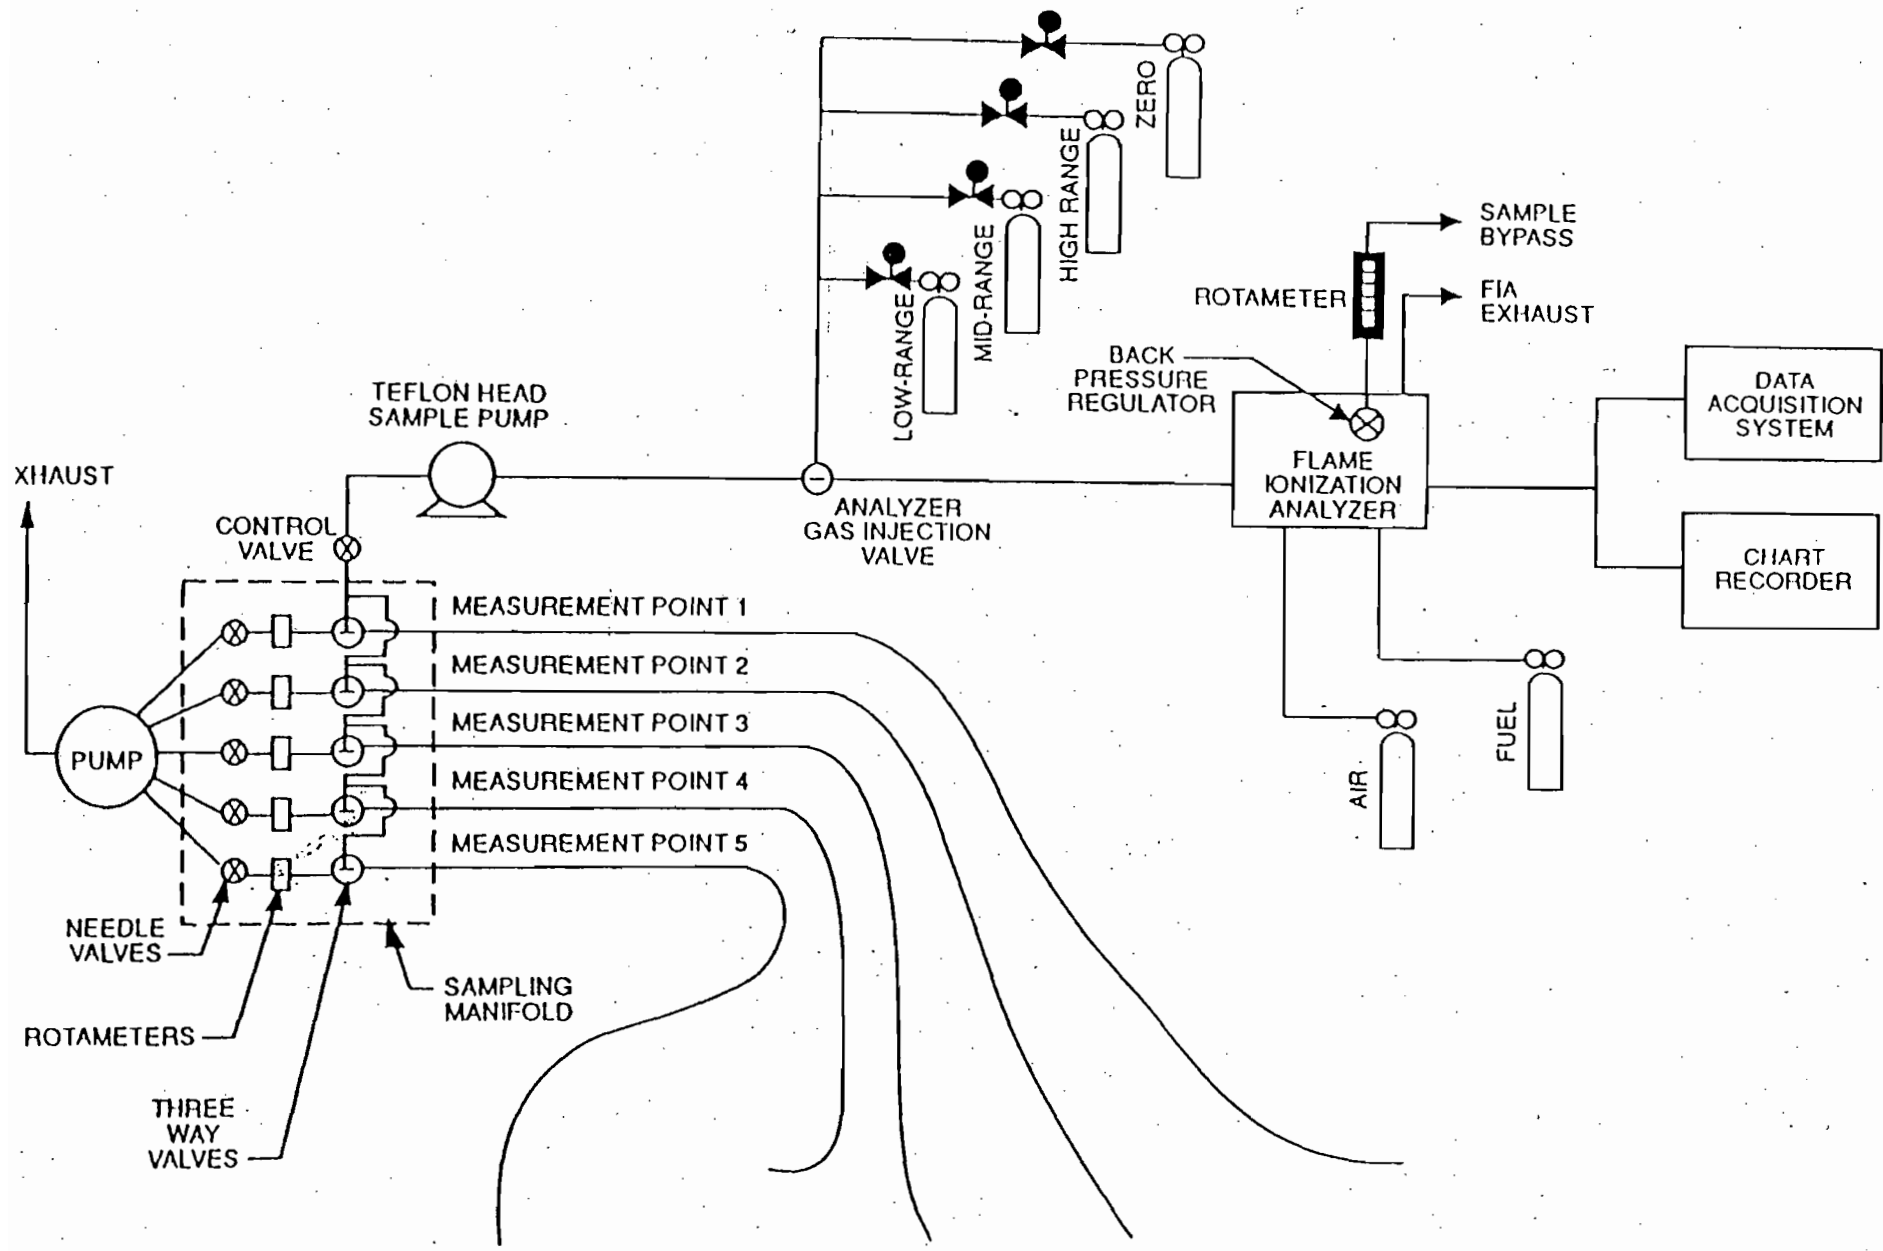 ZERO
HIGH RANGE
MID-RANGE
LOW-RANGE
SAMPLE
BYPASS
ROTAMETER
FIA
EXHAUST
BACK
PRESSURE
REGULATOR
DATA
ACQUISITION
SYSTEM
TEFLON HEAD
SAMPLE PUMP
FLAME
IONIZATION
ANALYZER
XHAUST
ANALYZER
GAS INJECTION
VALVE
CONTROL
VALVE
CHART
RECORDER
MEASUREMENT POINT 1
MEASUREMENT POINT 2
MEASUREMENT POINT 3
MEASUREMENT POINT 4
MEASUREMENT POINT 5
PUMP
FUEL
AIR
NEEDLE
VALVES
SAMPLING
MANIFOLD
ROTAMETERS
THREE
WAY
VALVES